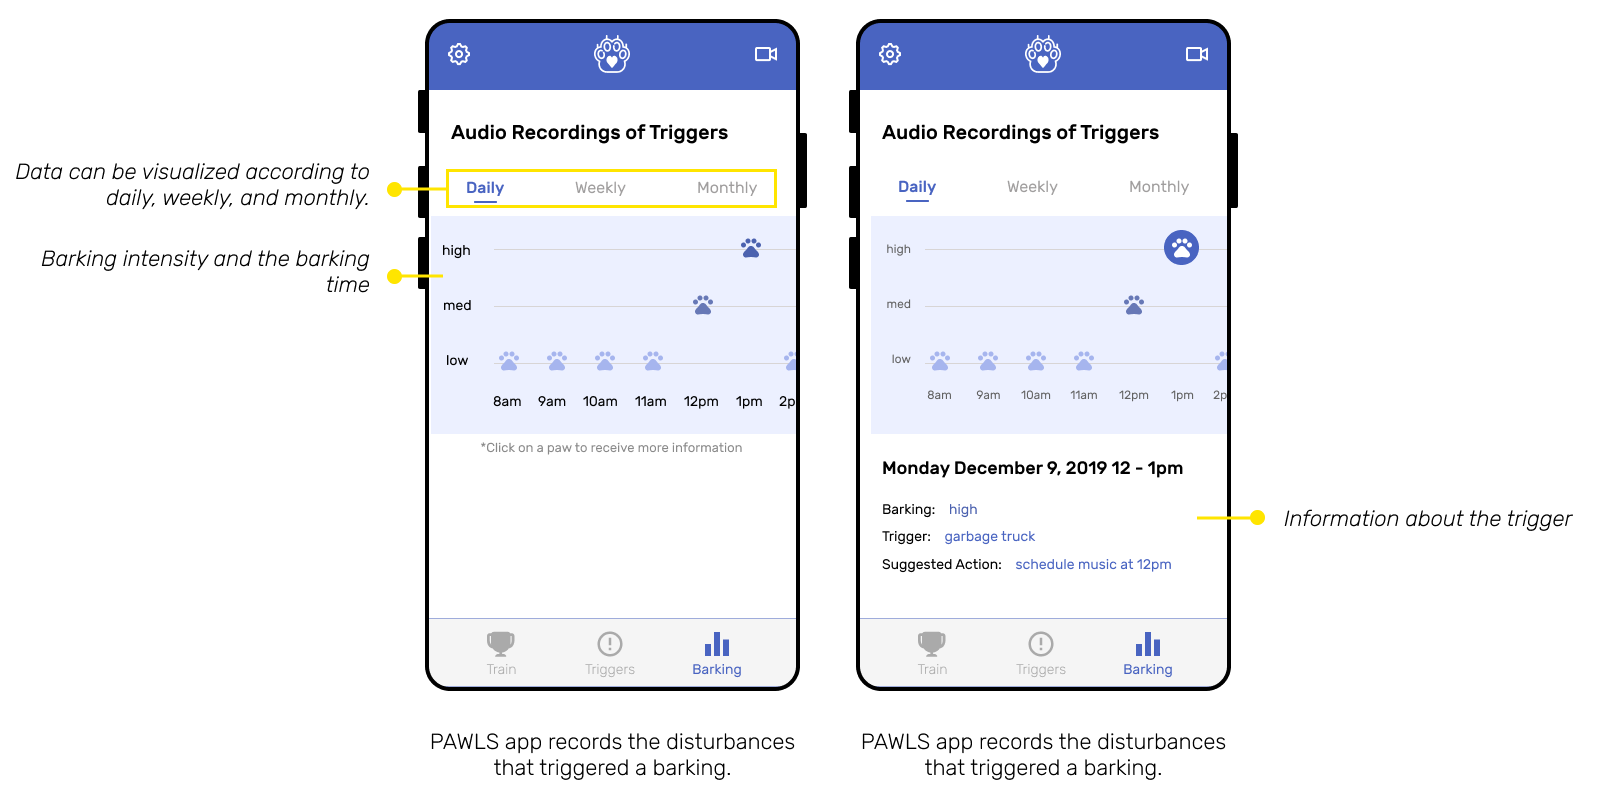 Data can be visualized according to
daily, weekly, and monthly.
Barking intensity and the barking
time
Audio Recordings of Triggers
Daily Weekly Monthly
high
med
low
8am 9am 10am 11am 12pm 1pm 2p
*Click on a paw to receive more information
Train Triggers Barking
PAWLS app records the disturbances
that triggered a barking.
Audio Recordings of Triggers
Daily Weekly Monthly
high
med
low
8am 9am 10am 11am 12pm 1pm 2p
Monday December 9, 2019 12 - 1pm
Barking: high
Trigger: garbage truck
Suggested Action: schedule music at 12pm
Train Triggers Barking
PAWLS app records the disturbances
that triggered a barking.
Information about the trigger